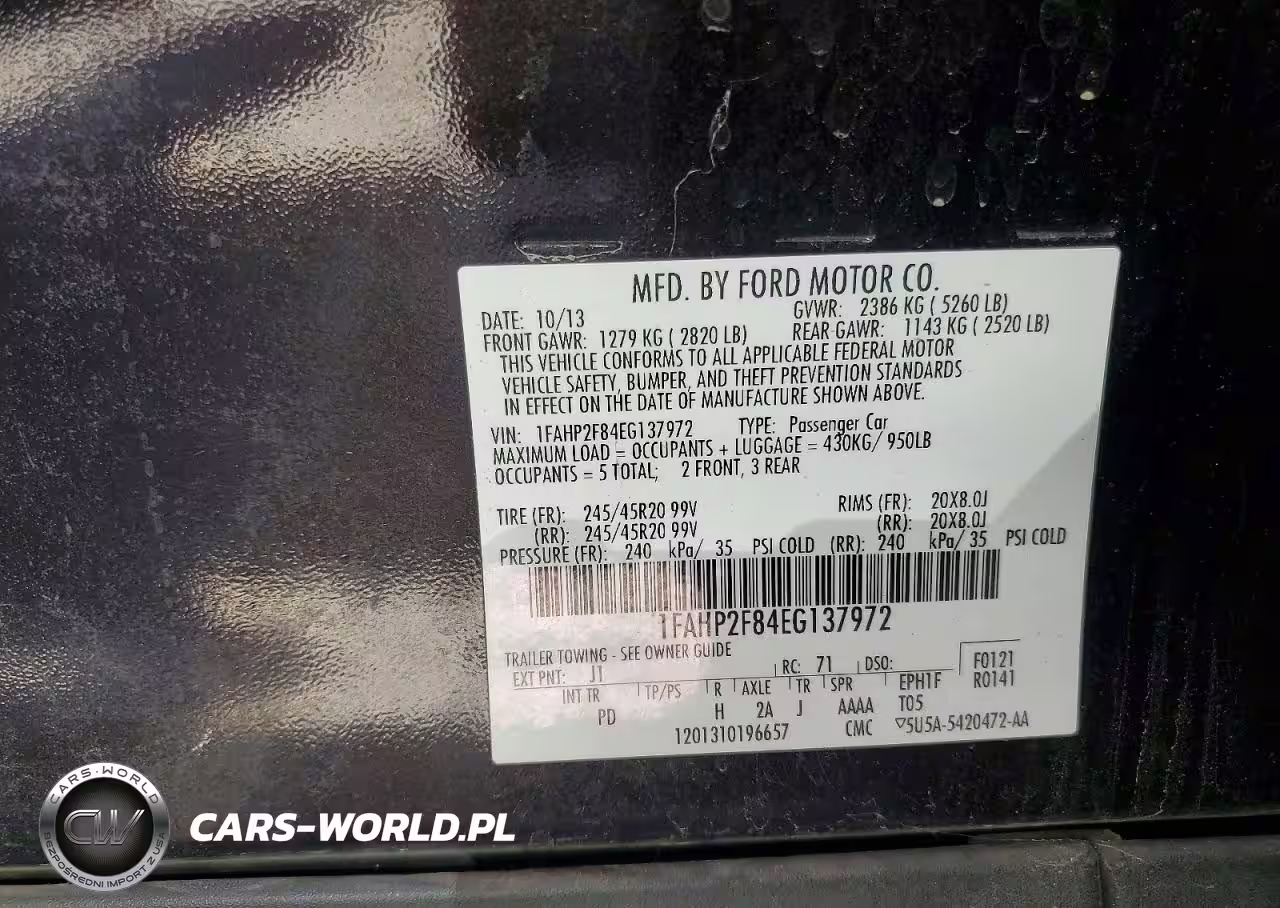 MFD. BY FORD MOTOR CO.
DATE: 10/13 GVWR: 2386 KG ( 5260 LB)
FRONT GAWR: 1279 KG ( 2820 LB) REAR GAWR: 1143 KG ( 2520 LB)
THIS VEHICLE CONFORMS TO ALL APPLICABLE FEDERAL MOTOR
VEHICLE SAFETY, BUMPER, AND THEFT PREVENTION STANDARDS
IN EFFECT ON THE DATE OF MANUFACTURE SHOWN ABOVE.
VIN: 1FAHP2F84EG137972 TYPE: Passenger Car
MAXIMUM LOAD = OCCUPANTS + LUGGAGE = 430KG/ 950LB
OCCUPANTS = 5 TOTAL; 2 FRONT, 3 REAR
TIRE (FR): 245/45R20 99V RIMS (FR): 20X8.0J
(RR): 245/45R20 99V (RR): 20X8.0J
PRESSURE (FR): 240 kPa/ 35 PSI COLD (RR): 240 kPa/ 35 PSI COLD
1FAHP2F84EG137972
TRAILER TOWING - SEE OWNER GUIDE
EXT PNT: J1 RC: 71 DSO: F0121
INT TR TP/PS R AXLE TR SPR EPH1F R0141
PD H 2A J AAAA T05
1201310196657 CMC ▽5U5A-5420472-AA
CARS-WORLD
CW
BEZPOŚREDNI IMPORT Z USA
CARS-WORLD.PL